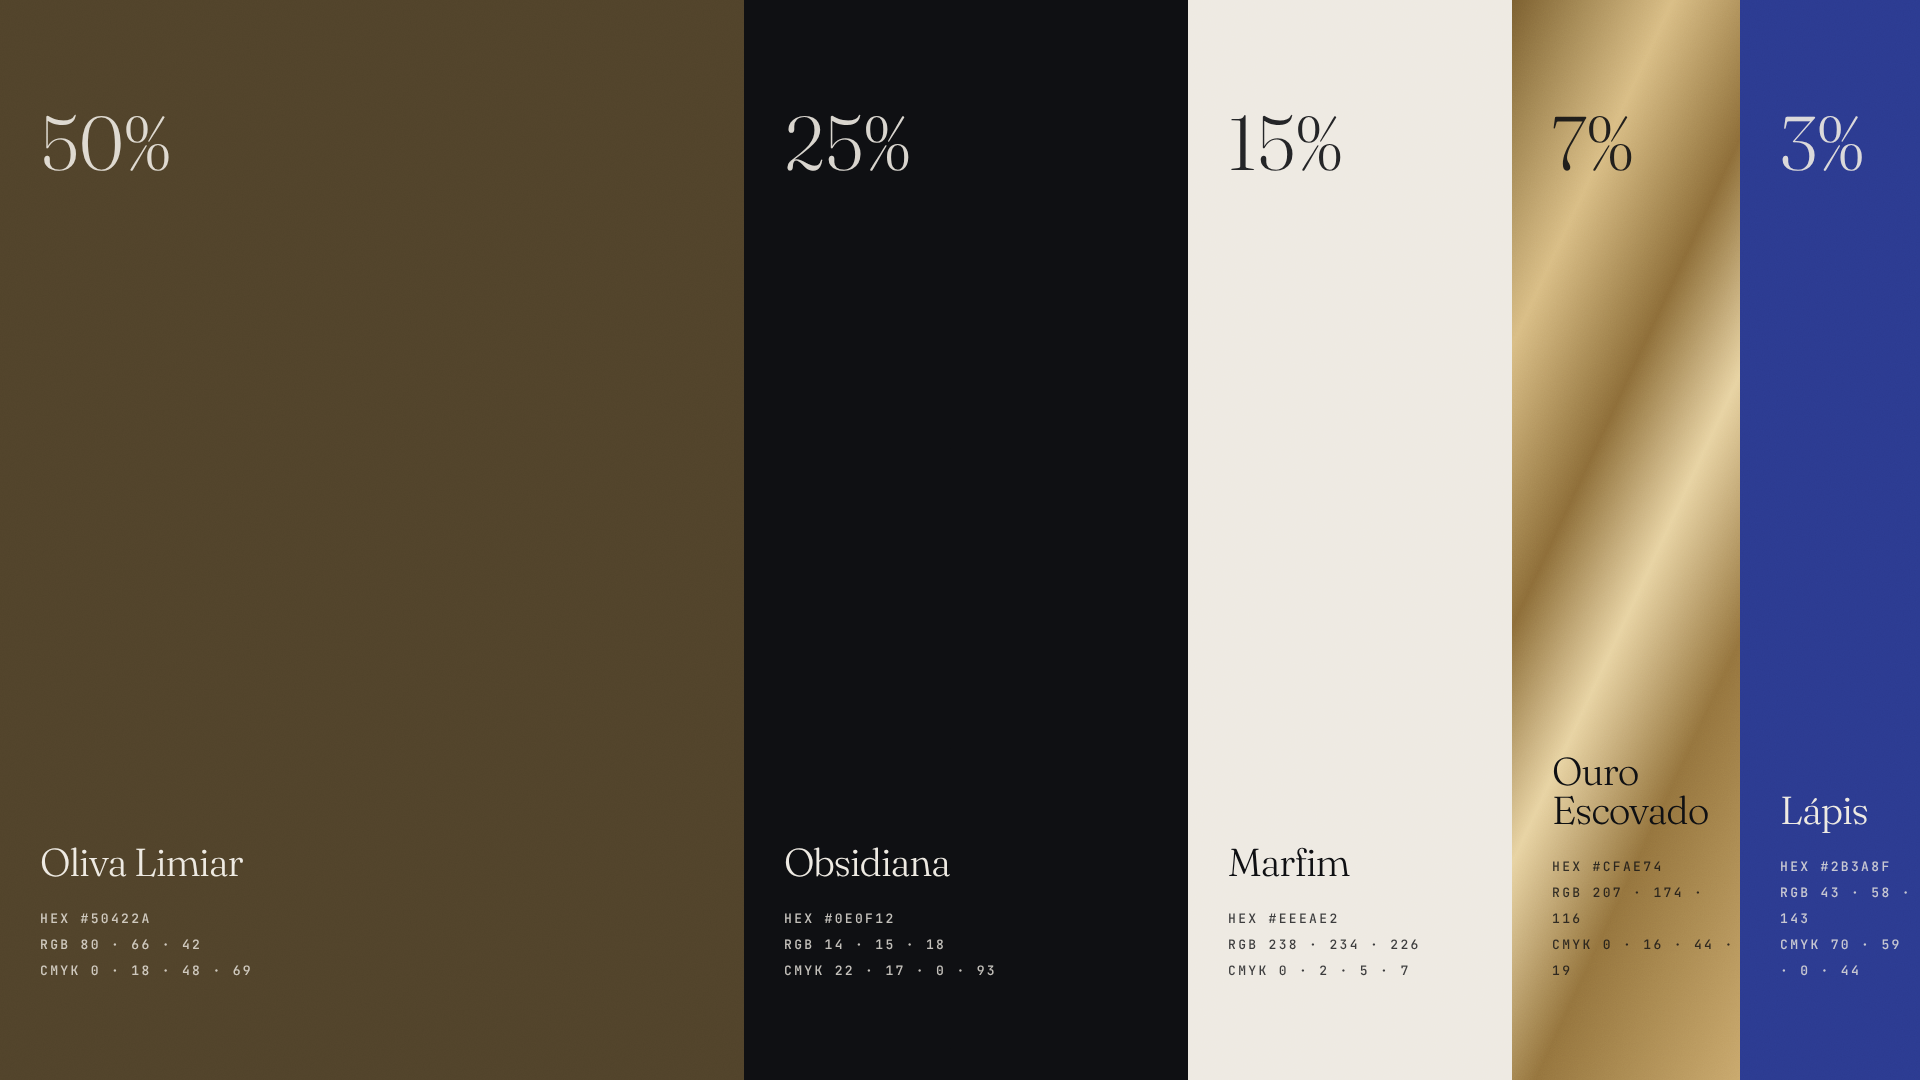 50%
Oliva Limiar
HEX #50422A
RGB 80 · 66 · 42
CMYK 0 · 18 · 48 · 69
25%
Obsidiana
HEX #0E0F12
RGB 14 · 15 · 18
CMYK 22 · 17 · 0 · 93
15%
Marfim
HEX #EEEAE2
RGB 238 · 234 · 226
CMYK 0 · 2 · 5 · 7
7%
Ouro
Escovado
HEX #CFAE74
RGB 207 · 174 ·
116
CMYK 0 · 16 · 44 ·
19
3%
Lápis
HEX #2B3A8F
RGB 43 · 58 ·
143
CMYK 70 · 59
· 0 · 44